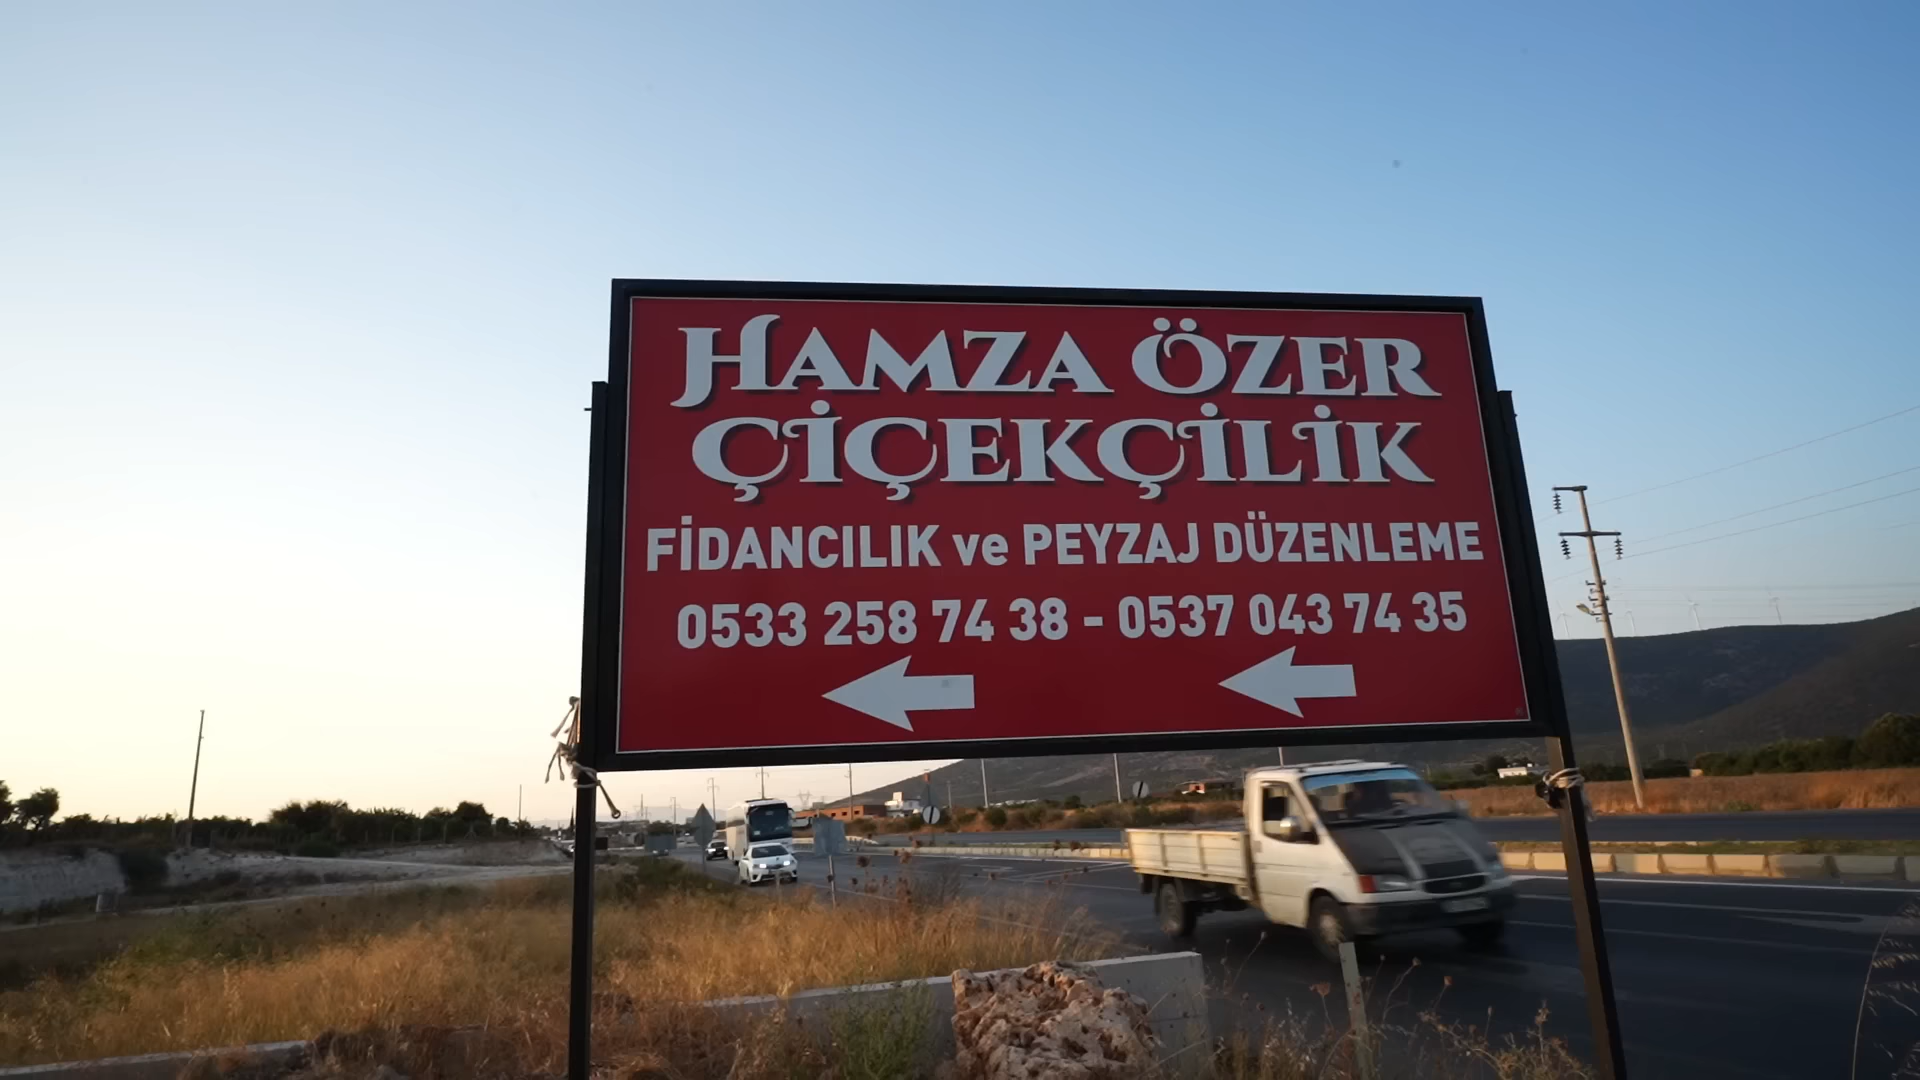 HAMZA ÖZER
ÇİÇEKÇİLİK
FİDANCILIK ve PEYZAJ DÜZENLEME
0533 258 74 38 - 0537 043 74 35